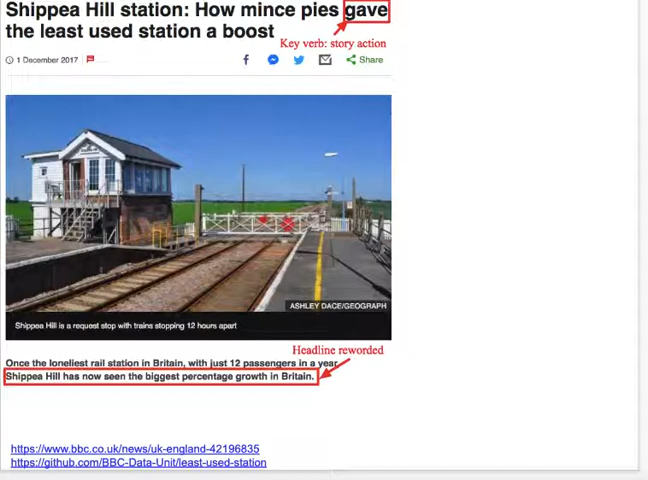 Shippea Hill station: How mince pies gave
the least used station a boost
Key verb: story action
1 December 2017
Share
ASHLEY DACE/GEOGRAPH
Shippea Hill is a request stop with trains stopping 12 hours apart
Headline reworded
Once the loneliest rail station in Britain, with just 12 passengers in a year
Shippea Hill has now seen the biggest percentage growth in Britain.
https://www.bbc.co.uk/news/uk-england-42196835
https://github.com/BBC-Data-Unit/least-used-station